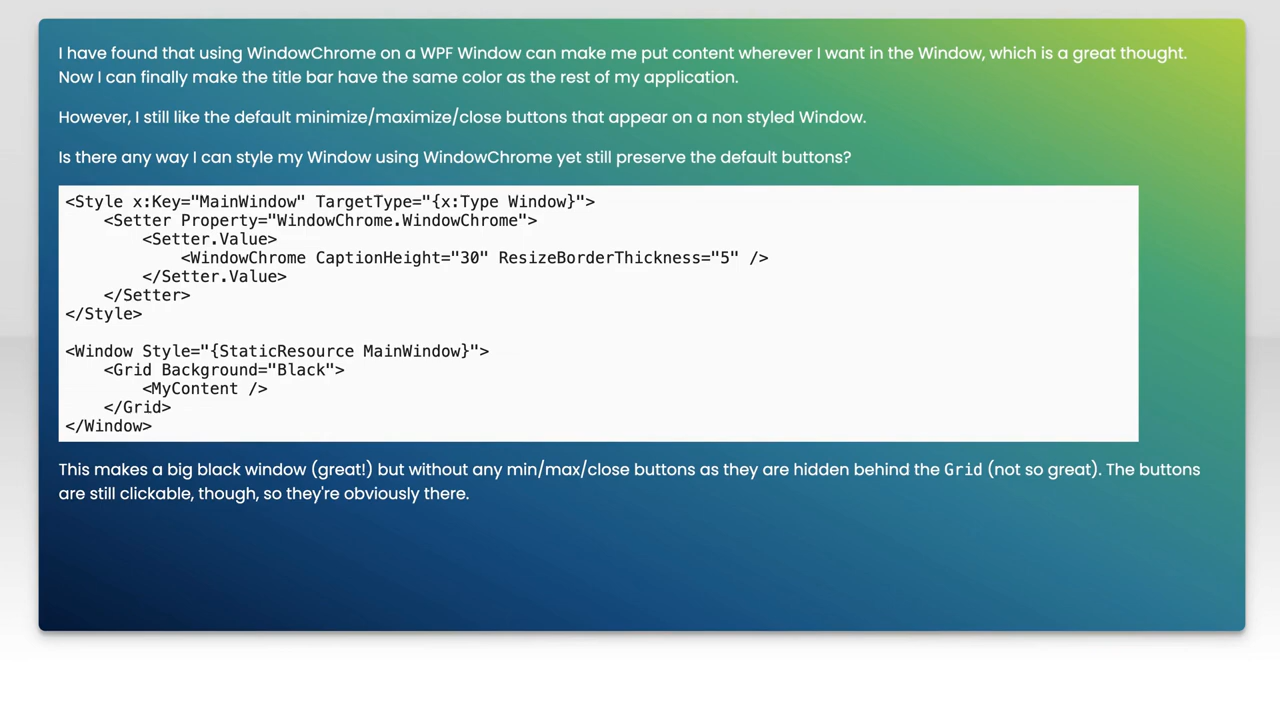 I have found that using WindowChrome on a WPF Window can make me put content wherever I want in the Window, which is a great thought.
Now I can finally make the title bar have the same color as the rest of my application.
However, I still like the default minimize/maximize/close buttons that appear on a non styled Window.
Is there any way I can style my Window using WindowChrome yet still preserve the default buttons?
<Style x:Key="MainWindow" TargetType="{x:Type Window}">
    <Setter Property="WindowChrome.WindowChrome">
        <Setter.Value>
            <WindowChrome CaptionHeight="30" ResizeBorderThickness="5" />
        </Setter.Value>
    </Setter>
</Style>
<Window Style="{StaticResource MainWindow}">
    <Grid Background="Black">
        <MyContent />
    </Grid>
</Window>
This makes a big black window (great!) but without any min/max/close buttons as they are hidden behind the Grid (not so great). The buttons
are still clickable, though, so they're obviously there.